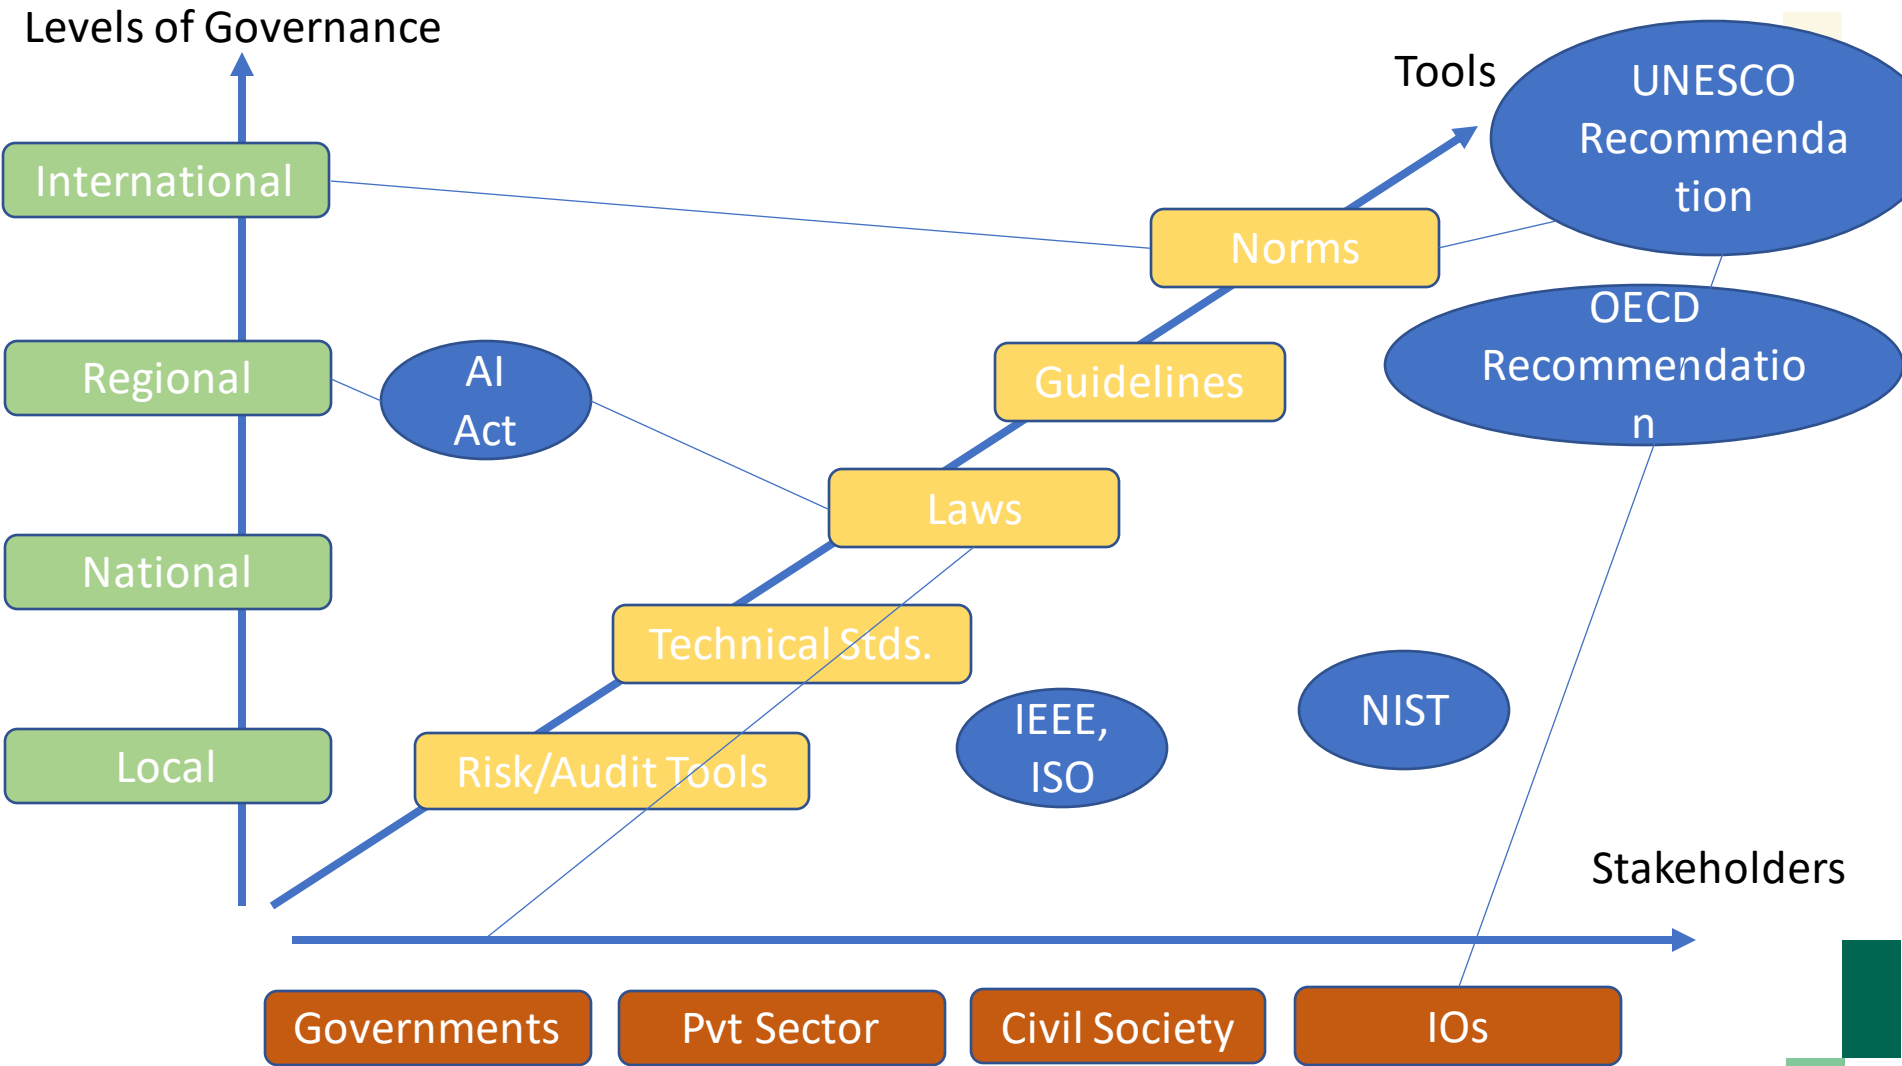 Levels of Governance
Tools
UNESCO
Recommenda
tion
International
Norms
OECD
Recommendatio
n
Regional
AI
Act
Guidelines
Laws
National
Technical Stds.
IEEE,
ISO
NIST
Local
Risk/Audit Tools
Stakeholders
Governments
Pvt Sector
Civil Society
IOs